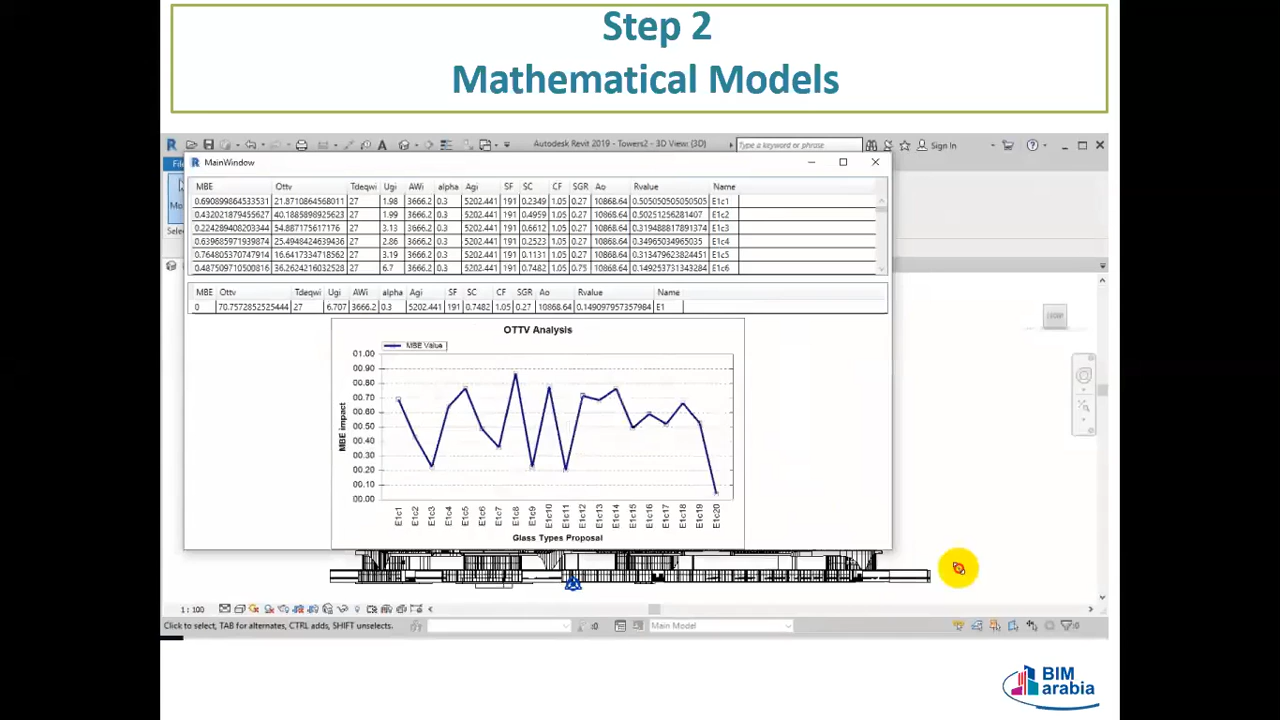 Step 2
Mathematical Models
Autodesk Revit 2019 - Towers2 - 3D View: {3D}
Type a keyword or phrase
Sign In
MainWindow
MBE Ottv Tdeqwi Ugi AWi alpha Agi SF SC CF SGR Ao Rvalue Name
0.690899864533531 21.8710864568011 27 1.98 3666.2 0.3 5202.441 191 0.2349 1.05 0.27 10868.64 0.505050505050505 E1c1
0.432021879455627 40.1885898925623 27 1.99 3666.2 0.3 5202.441 191 0.4959 1.05 0.27 10868.64 0.50251256281407 E1c2
0.224289408203344 54.887175617176 27 3.13 3666.2 0.3 5202.441 191 0.6612 1.05 0.27 10868.64 0.319488817891374 E1c3
0.639685971939874 25.4948424639436 27 2.86 3666.2 0.3 5202.441 191 0.2523 1.05 0.27 10868.64 0.34965034965035 E1c4
0.764805370747914 16.6417334718562 27 3.19 3666.2 0.3 5202.441 191 0.1131 1.05 0.27 10868.64 0.313479623824451 E1c5
0.487509710500816 36.2624216032528 27 6.7 3666.2 0.3 5202.441 191 0.7482 1.05 0.75 10868.64 0.149253731343284 E1c6
MBE Ottv Tdeqwi Ugi AWi alpha Agi SF SC CF SGR Ao Rvalue Name
0 70.7572852525444 27 6.707 3666.2 0.3 5202.441 191 0.7482 1.05 0.27 10868.64 0.149097957357984 E1
OTTV Analysis
MBE Value
MBE impact
01.00
00.90
00.80
00.70
00.60
00.50
00.40
00.30
00.20
00.10
00.00
E1c1 E1c2 E1c3 E1c4 E1c5 E1c6 E1c7 E1c8 E1c9 E1c10 E1c11 E1c12 E1c13 E1c14 E1c15 E1c16 E1c17 E1c18 E1c19 E1c20
Glass Types Proposal
1 : 100
Click to select, TAB for alternates, CTRL adds, SHIFT unselects.
:0
Main Model
:0
BIM
arabia